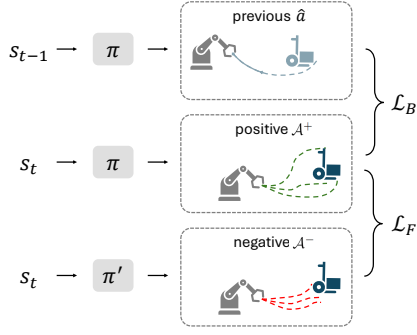 previous â
s_{t−1} → π →
ℒ_B
positive 𝒜⁺
s_t → π →
ℒ_F
negative 𝒜⁻
s_t → π′ →